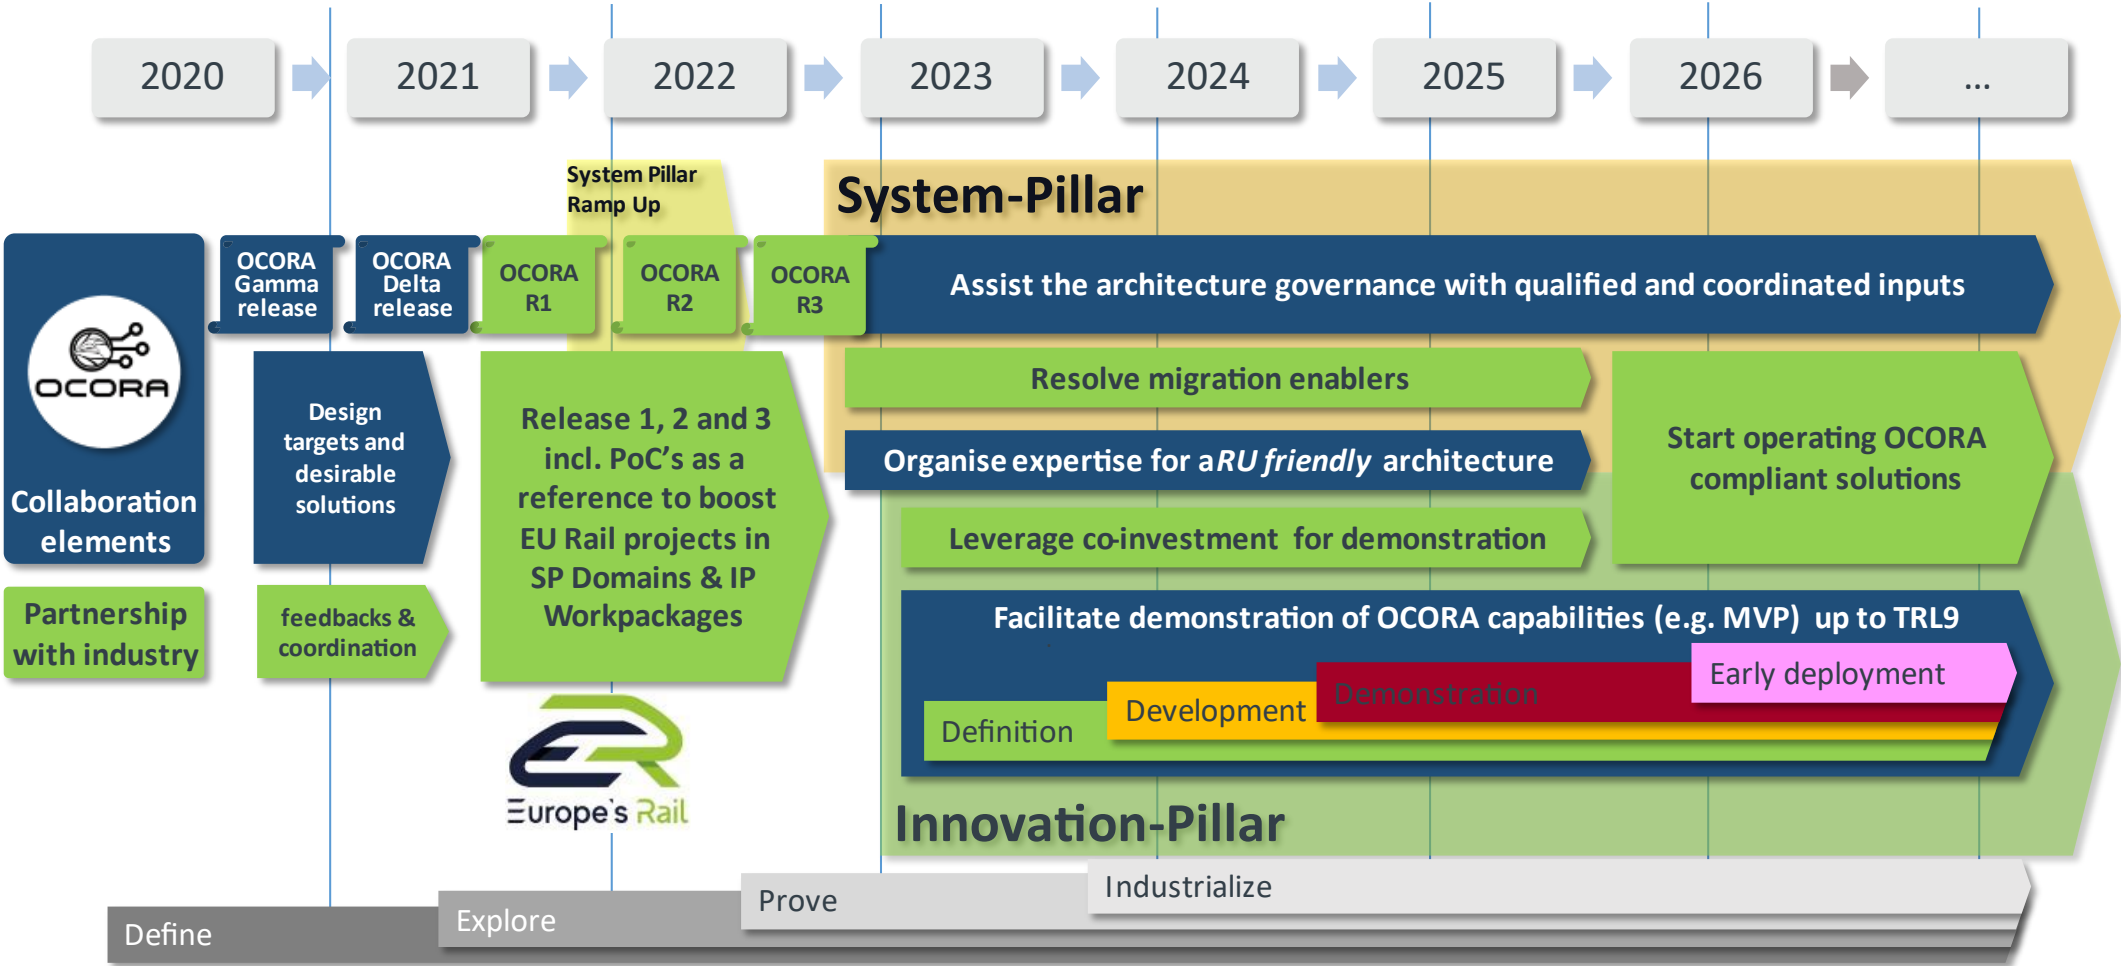 2020
2021
2022
2023
2024
2025
2026
...
System Pillar
Ramp Up
System-Pillar
OCORA
Collaboration
elements
OCORA
Gamma
release
OCORA
Delta
release
OCORA
R1
OCORA
R2
OCORA
R3
Assist the architecture governance with qualified and coordinated inputs
Design
targets and
desirable
solutions
Release 1, 2 and 3
incl. PoC's as a
reference to boost
EU Rail projects in
SP Domains & IP
Workpackages
Resolve migration enablers
Organise expertise for a RU friendly architecture
Start operating OCORA
compliant solutions
Leverage co-investment for demonstration
Partnership
with industry
feedbacks &
coordination
Facilitate demonstration of OCORA capabilities (e.g. MVP) up to TRL9
Early deployment
Demonstration
Development
Definition
Europe's Rail
Innovation-Pillar
Industrialize
Prove
Explore
Define